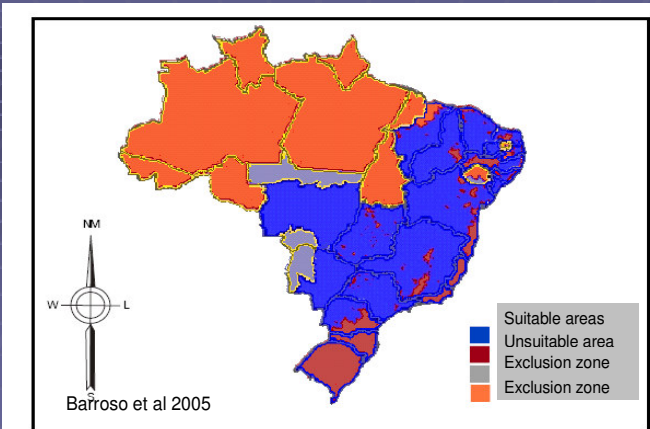 NM
W
L
S
Suitable areas
Unsuitable area
Exclusion zone
Exclusion zone
Barroso et al 2005